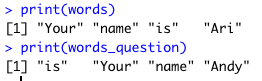 > print(words)
[1] "Your" "name" "is"   "Ari"
> print(words_question)
[1] "is"   "Your" "name" "Andy"